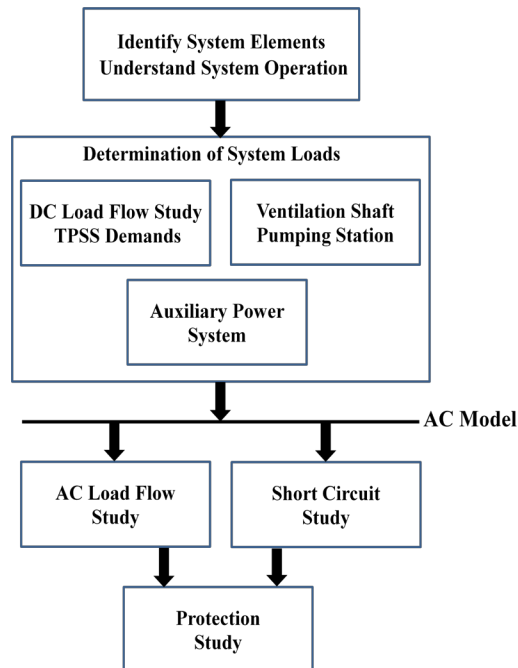 Identify System Elements
Understand System Operation
Determination of System Loads
DC Load Flow Study
TPSS Demands
Ventilation Shaft
Pumping Station
Auxiliary Power
System
AC Model
AC Load Flow
Study
Short Circuit
Study
Protection
Study